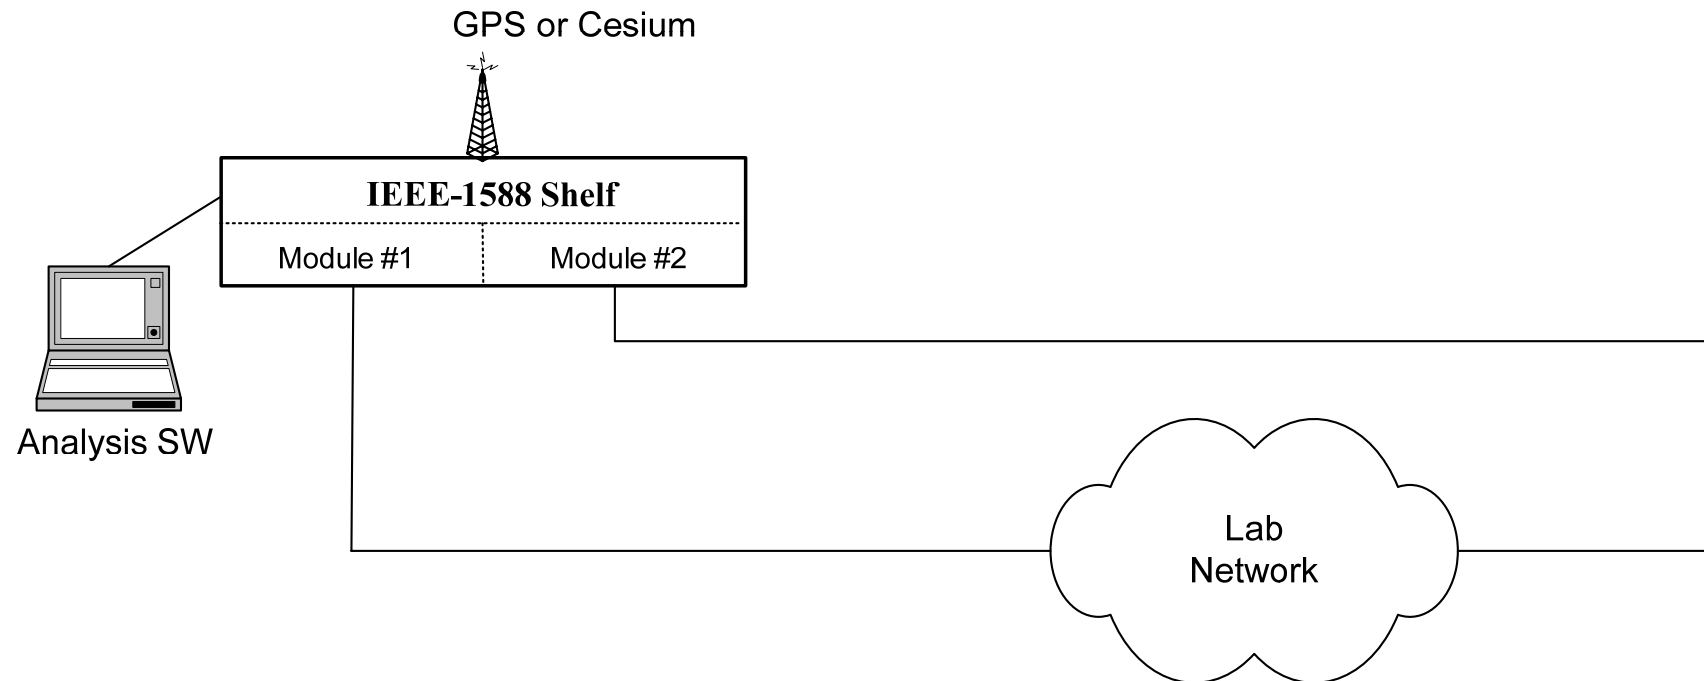 GPS or Cesium
IEEE-1588 Shelf
Module #1
Module #2
Analysis SW
Lab
Network